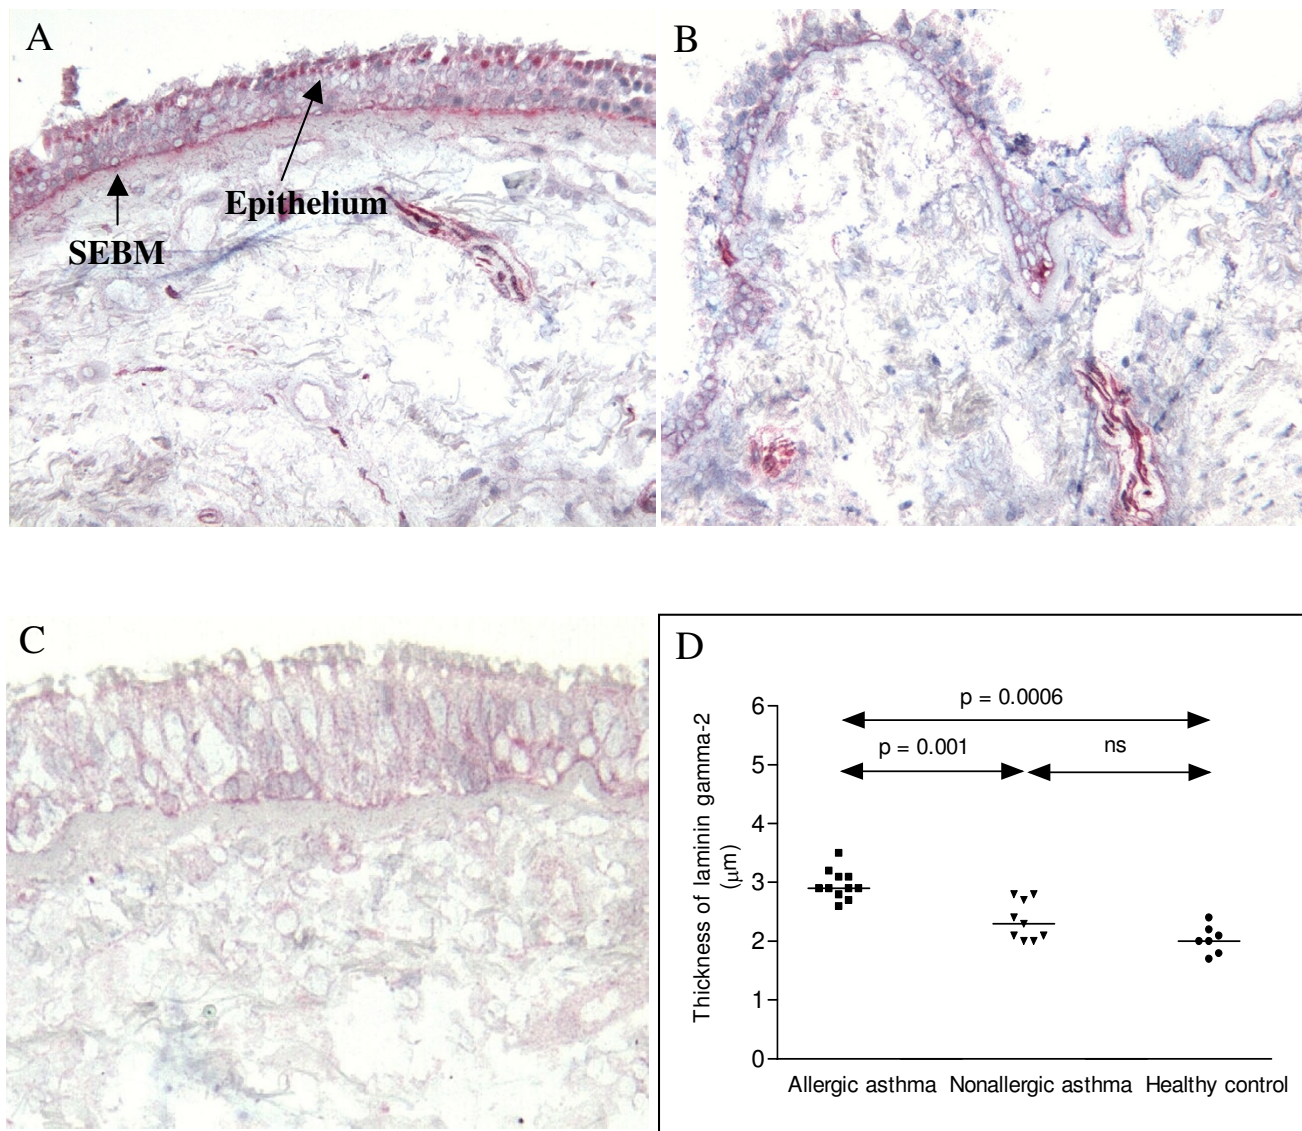 A
B
Epithelium
SEBM
C
D
p = 0.0006
p = 0.001
ns
Thickness of laminin gamma-2
(μm)
6
5
4
3
2
1
0
Allergic asthma Nonallergic asthma Healthy control